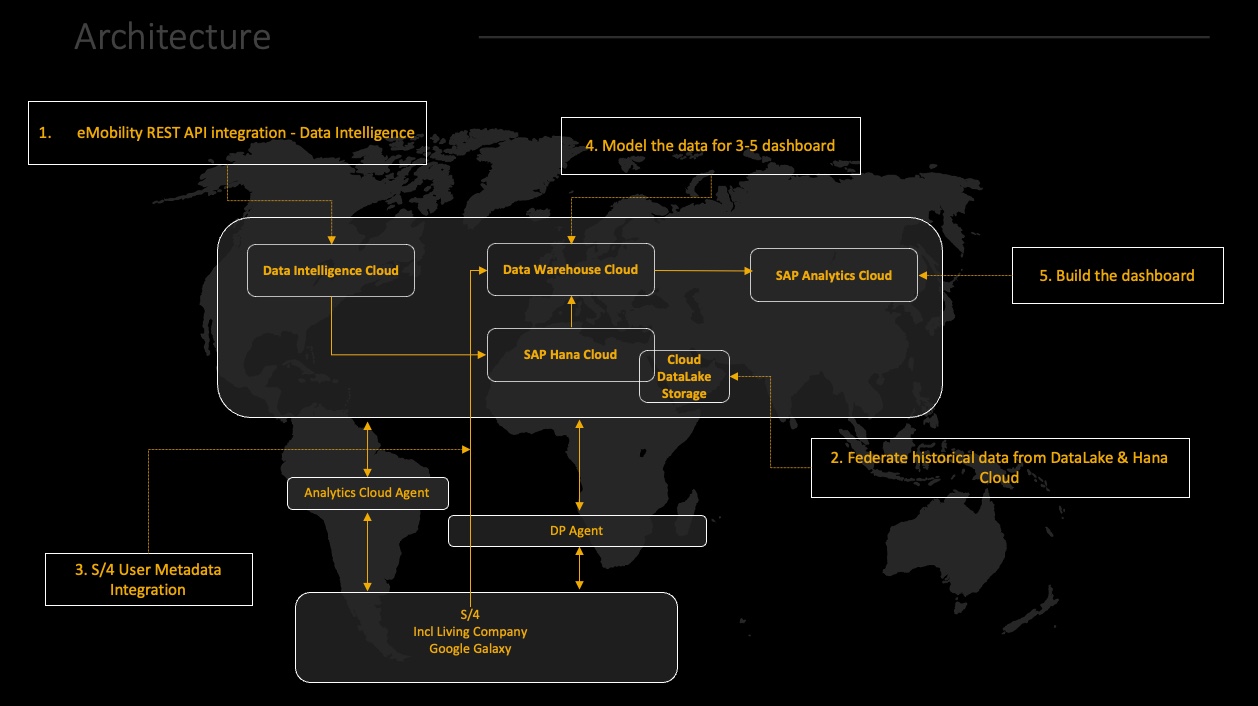 Architecture
1. eMobility REST API integration - Data Intelligence
4. Model the data for 3-5 dashboard
Data Intelligence Cloud
Data Warehouse Cloud
SAP Analytics Cloud
5. Build the dashboard
SAP Hana Cloud
Cloud
DataLake
Storage
2. Federate historical data from DataLake & Hana
Cloud
Analytics Cloud Agent
DP Agent
3. S/4 User Metadata
Integration
S/4
Incl Living Company
Google Galaxy